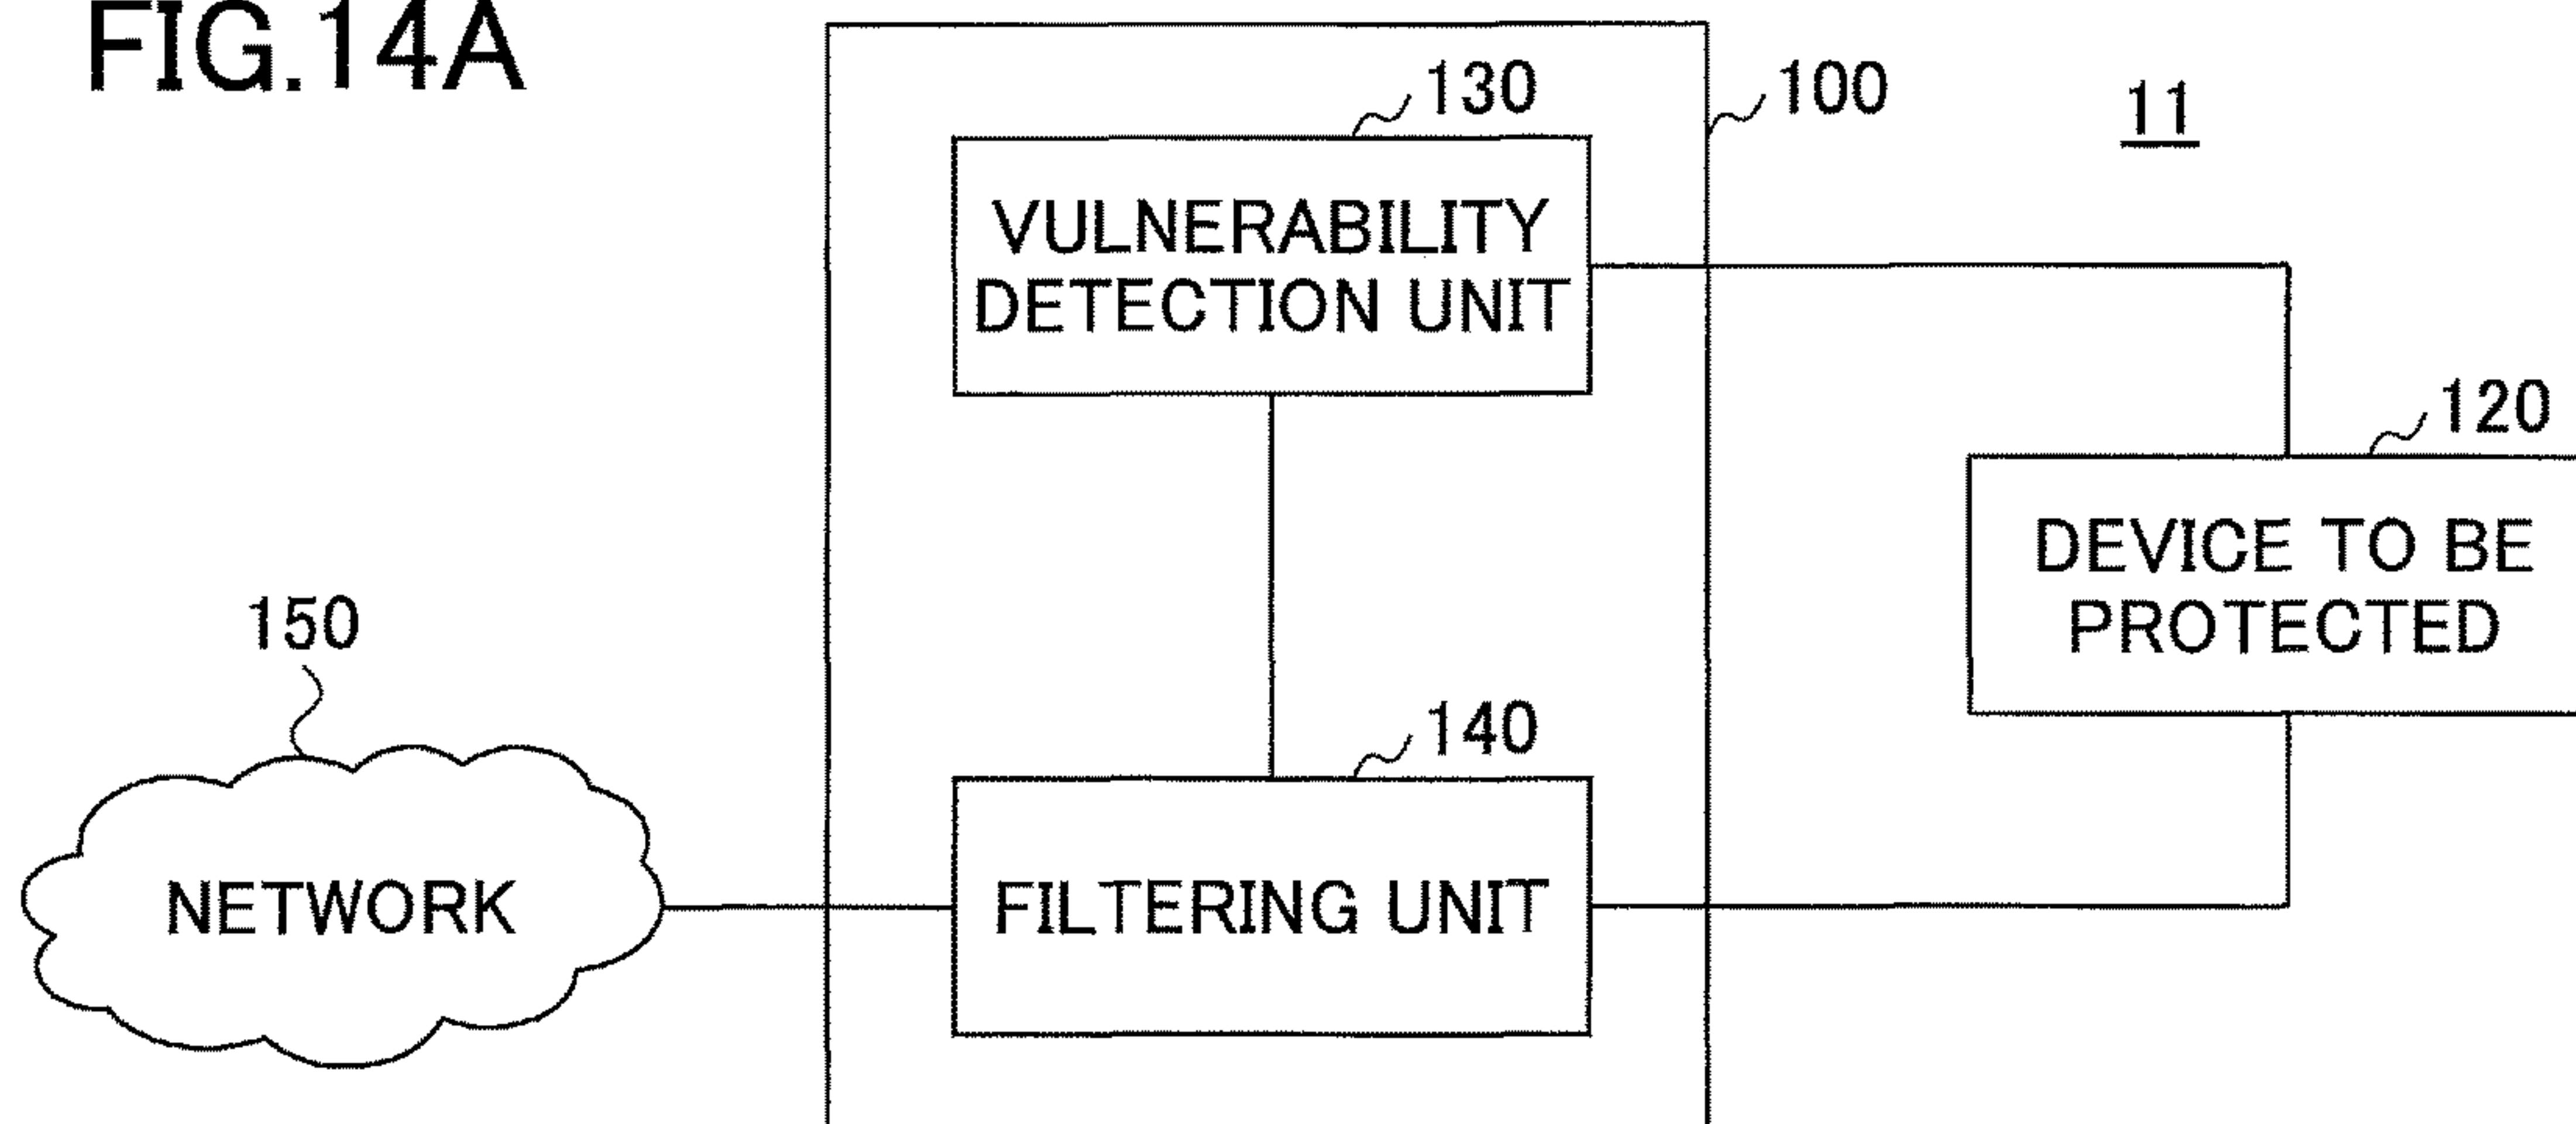 FIG.14A
130
100
11
VULNERABILITY
DETECTION UNIT
120
DEVICE TO BE
PROTECTED
150
140
NETWORK
FILTERING UNIT